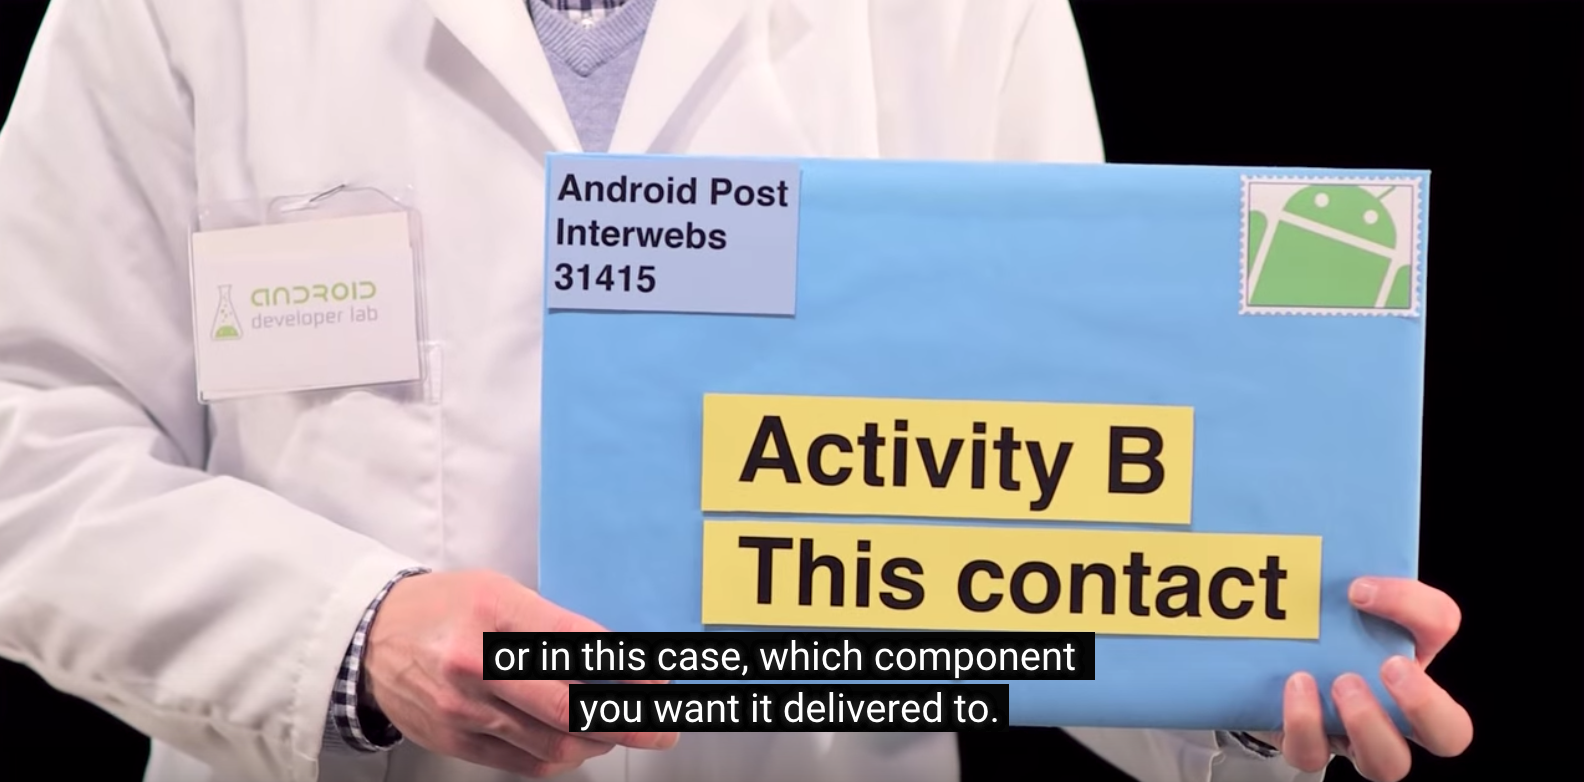 Android Post
Interwebs
31415
ANDROID
developer lab
Activity B
This contact
or in this case, which component
you want it delivered to.